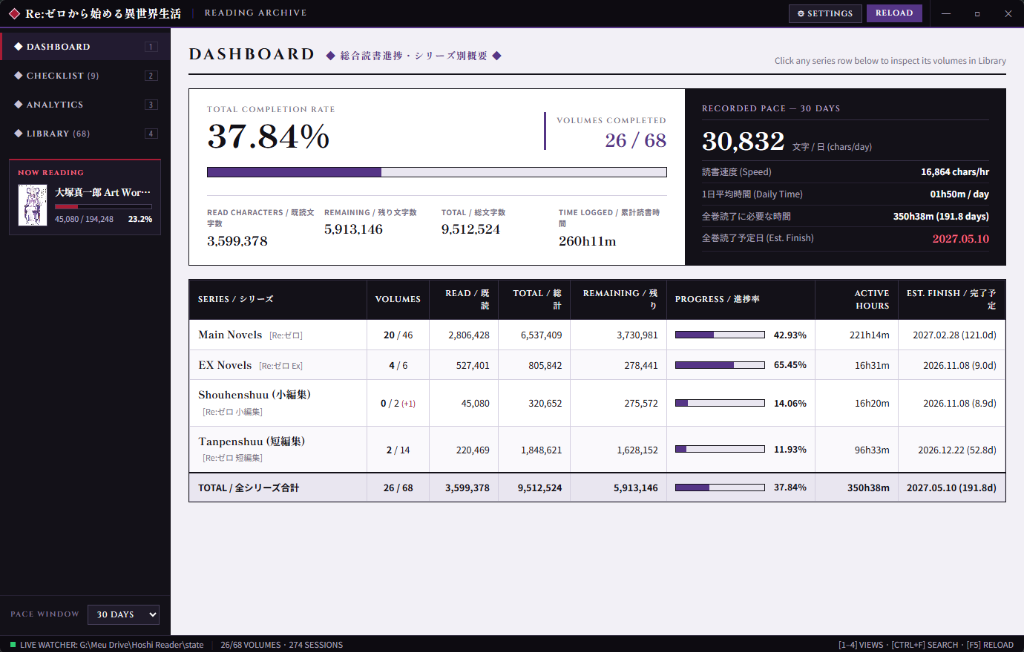 Re:ゼロから始める異世界生活 READING ARCHIVE
⚙ SETTINGS RELOAD
◆ DASHBOARD 1
◆ CHECKLIST (9) 2
◆ ANALYTICS 3
◆ LIBRARY (68) 4
NOW READING
大塚真一郎 Art Wor…
45,080 / 194,248 23.2%
PACE WINDOW 30 DAYS
DASHBOARD ◆ 総合読書進捗・シリーズ別概要 ◆
Click any series row below to inspect its volumes in Library
TOTAL COMPLETION RATE
37.84%
VOLUMES COMPLETED
26 / 68
READ CHARACTERS / 既読文
字数
3,599,378
REMAINING / 残り文字数
5,913,146
TOTAL / 総文字数
9,512,524
TIME LOGGED / 累計読書時
間
260h11m
RECORDED PACE — 30 DAYS
30,832 文字 / 日 (chars/day)
読書速度 (Speed) 16,864 chars/hr
1日平均時間 (Daily Time) 01h50m / day
全巻読了に必要な時間 350h38m (191.8 days)
全巻読了予定日 (Est. Finish) 2027.05.10
SERIES / シリーズ VOLUMES READ / 既
読 TOTAL / 総
計 REMAINING / 残
り PROGRESS / 進捗率 ACTIVE
HOURS EST. FINISH / 完了予
定
Main Novels [Re:ゼロ] 20 / 46 2,806,428 6,537,409 3,730,981 42.93% 221h14m 2027.02.28 (121.0d)
EX Novels [Re:ゼロ Ex] 4 / 6 527,401 805,842 278,441 65.45% 16h31m 2026.11.08 (9.0d)
Shouhenshuu (小編集)
[Re:ゼロ 小編集] 0 / 2 (+1) 45,080 320,652 275,572 14.06% 16h20m 2026.11.08 (8.9d)
Tanpenshuu (短編集)
[Re:ゼロ 短編集] 2 / 14 220,469 1,848,621 1,628,152 11.93% 96h33m 2026.12.22 (52.8d)
TOTAL / 全シリーズ合計 26 / 68 3,599,378 9,512,524 5,913,146 37.84% 350h38m 2027.05.10 (191.8d)
LIVE WATCHER: G:\Meu Drive\Hoshi Reader\state 26/68 VOLUMES · 274 SESSIONS
[1–4] VIEWS · [CTRL+F] SEARCH · [F5] RELOAD